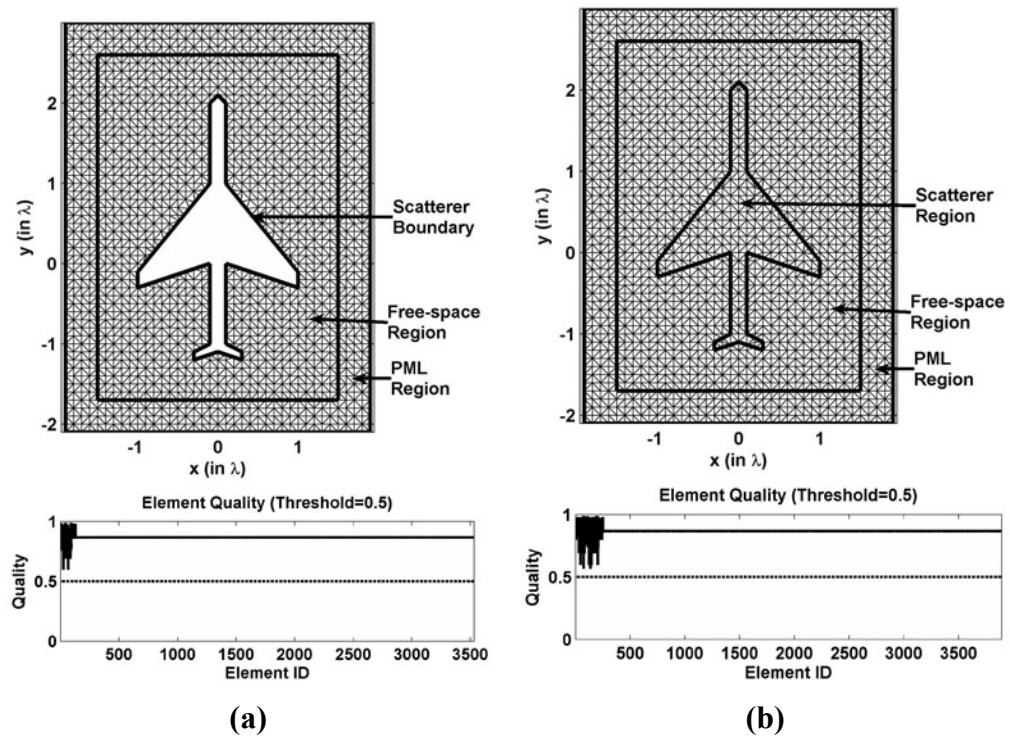 2
1
0
-1
-2
y (in λ)
-1 0 1
x (in λ)
Scatterer
Boundary
Free-space
Region
PML
Region
Element Quality (Threshold=0.5)
1
0.5
0
Quality
500 1000 1500 2000 2500 3000 3500
Element ID
(a)
2
1
0
-1
-2
y (in λ)
-1 0 1
x (in λ)
Scatterer
Region
Free-space
Region
PML
Region
Element Quality (Threshold=0.5)
1
0.5
0
Quality
500 1000 1500 2000 2500 3000 3500
Element ID
(b)